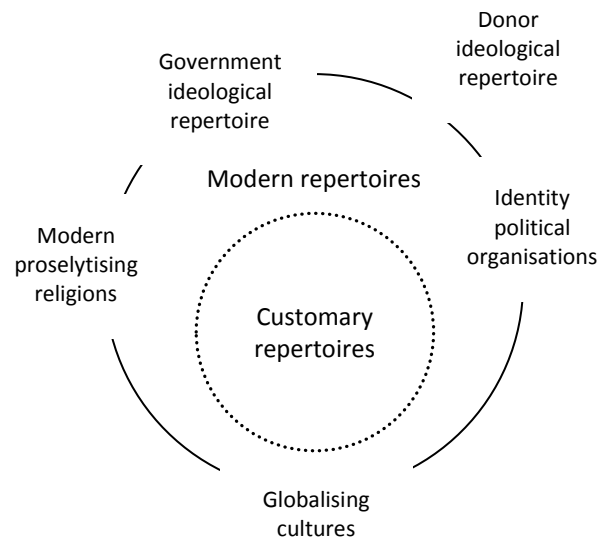 Donor
ideological
repertoire
Government
ideological
repertoire
Modern repertoires
Identity
political
organisations
Modern
proselytising
religions
Customary
repertoires
Globalising
cultures